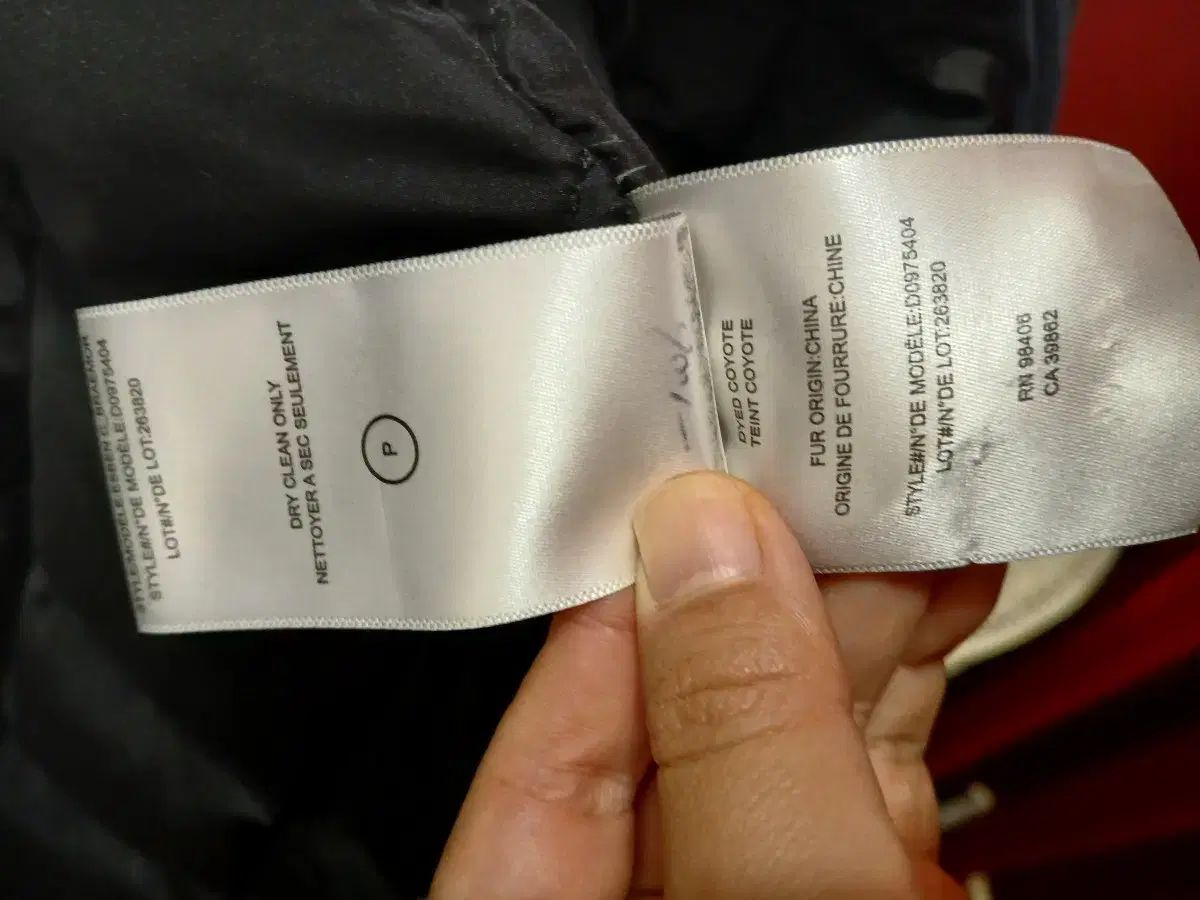 STYLE#/N°DE MODÈLE:D0975404
LOT#/N°DE LOT:263820
DRY CLEAN ONLY
NETTOYER A SEC SEULEMENT
P
DYED COYOTE
TEINT COYOTE
FUR ORIGIN:CHINA
ORIGINE DE FOURRURE:CHINE
STYLE#/N°DE MODÈLE:D0975404
LOT#/N°DE LOT:263820
RN 98406
CA 39862